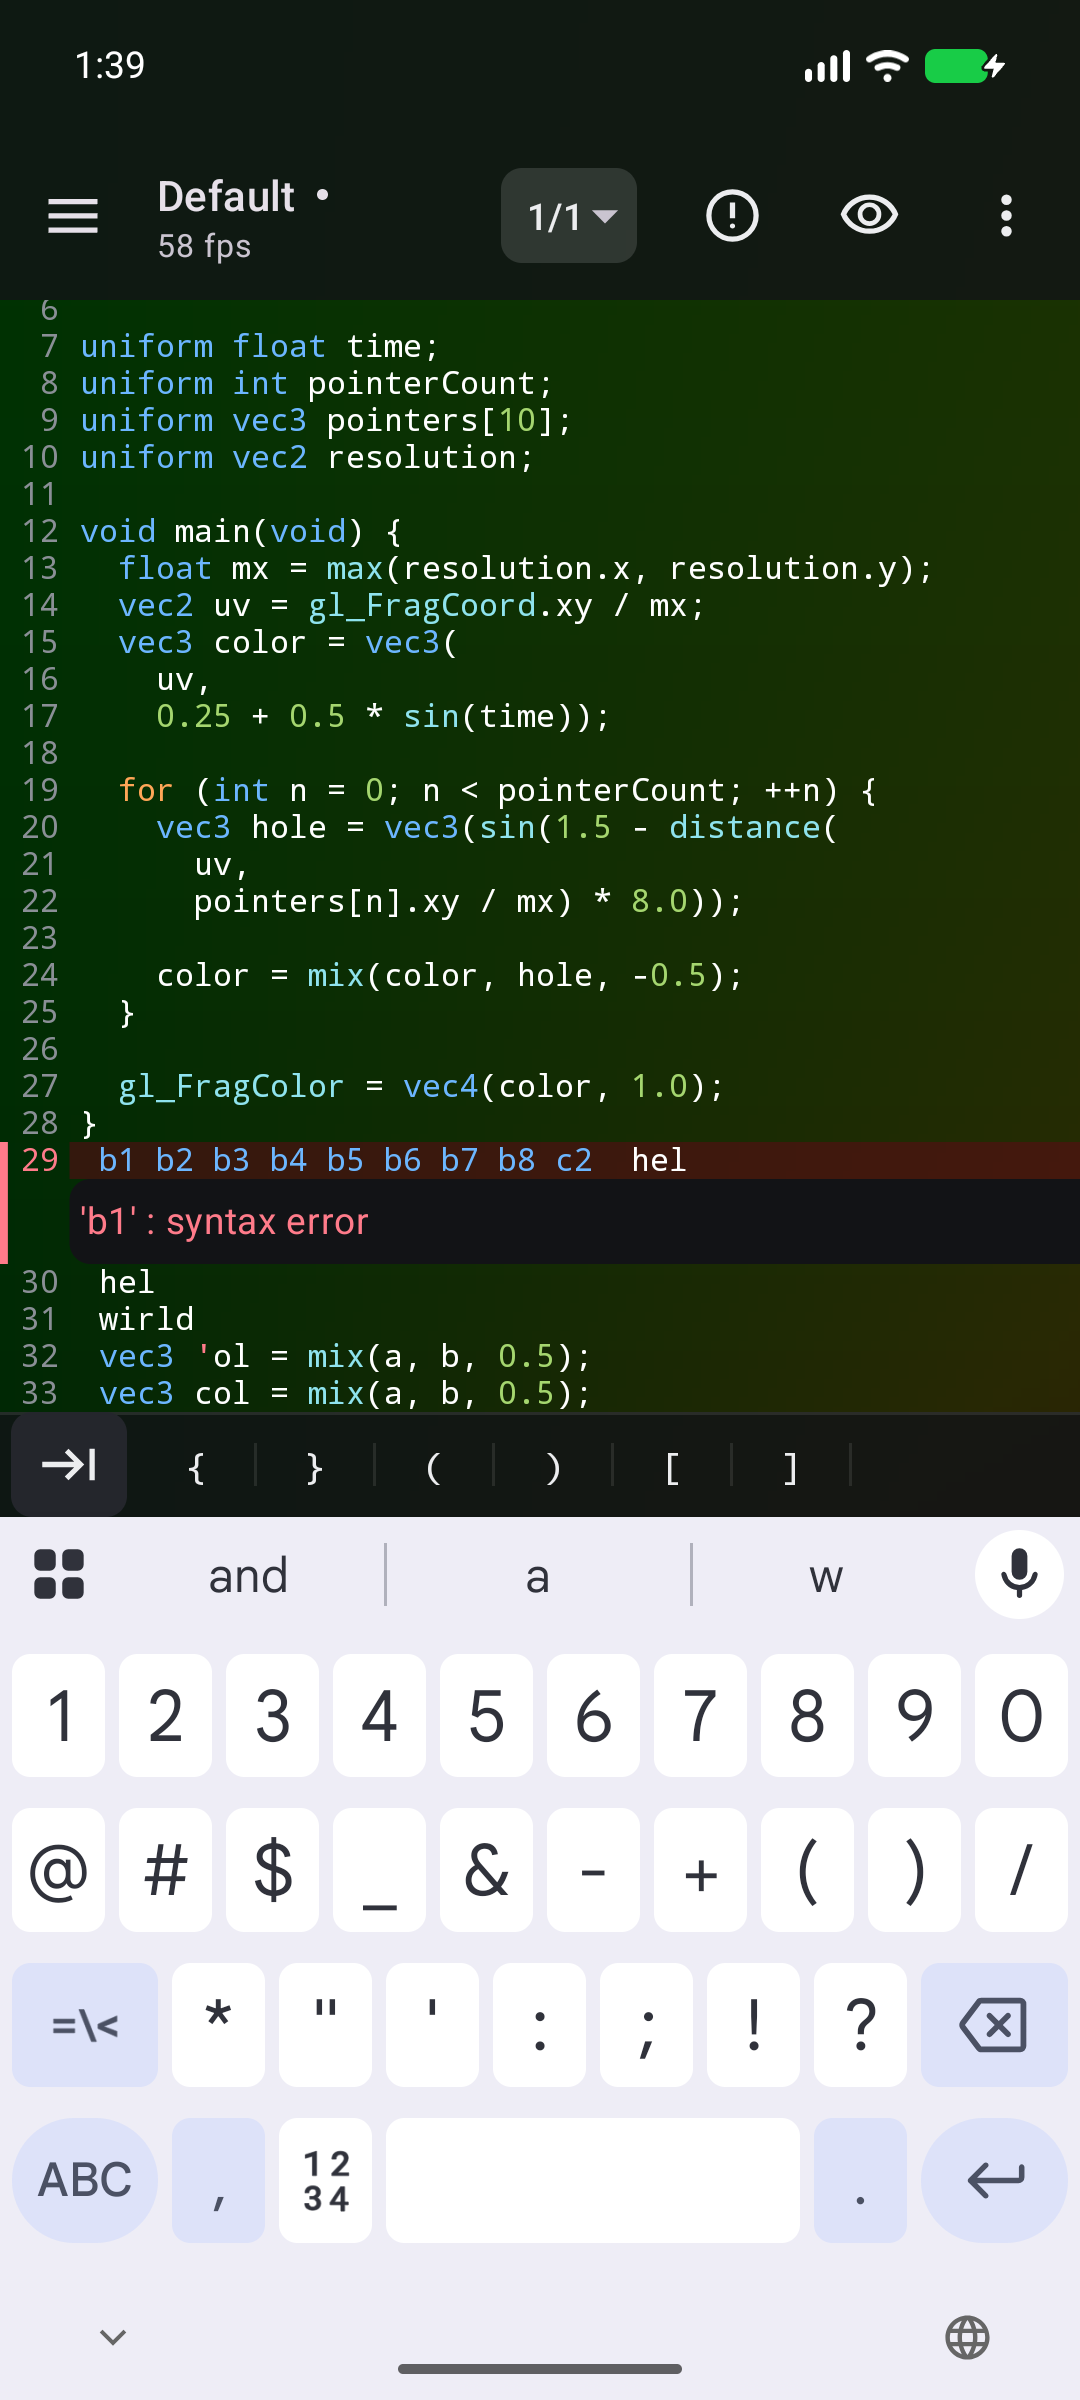 1:39
Default •
58 fps
1/1
6
7 uniform float time;
8 uniform int pointerCount;
9 uniform vec3 pointers[10];
10 uniform vec2 resolution;
11
12 void main(void) {
13 float mx = max(resolution.x, resolution.y);
14 vec2 uv = gl_FragCoord.xy / mx;
15 vec3 color = vec3(
16 uv,
17 0.25 + 0.5 * sin(time));
18
19 for (int n = 0; n < pointerCount; ++n) {
20 vec3 hole = vec3(sin(1.5 - distance(
21 uv,
22 pointers[n].xy / mx) * 8.0));
23
24 color = mix(color, hole, -0.5);
25 }
26
27 gl_FragColor = vec4(color, 1.0);
28 }
29 b1 b2 b3 b4 b5 b6 b7 b8 c2 hel
'b1' : syntax error
30 hel
31 wirld
32 vec3 'ol = mix(a, b, 0.5);
33 vec3 col = mix(a, b, 0.5);
{ } ( ) [ ]
and a w
1 2 3 4 5 6 7 8 9 0
@ # $ _ & - + ( ) /
=\< * " ' : ; ! ?
ABC , 1 2 3 4 .